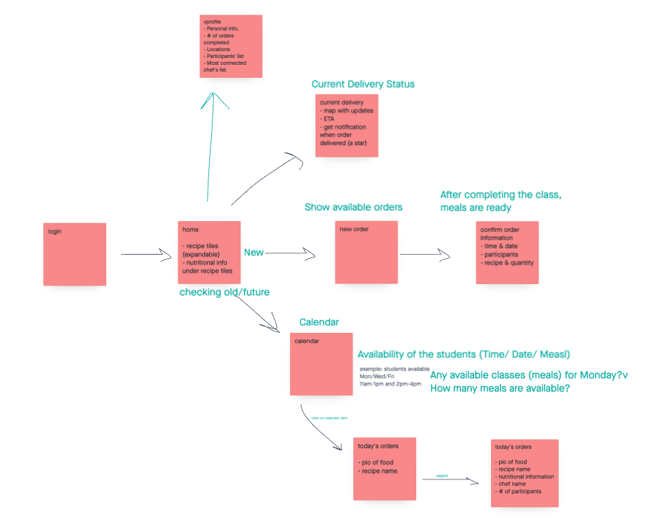 xprofile
- Personal info.
- # of orders
completed
- Locations
- Participants' list
- Most connected
chef's list
Current Delivery Status
current delivery
- map with updates
- ETA
- get notification
when order
delivered (a star)
After completing the class,
meals are ready
Show available orders
login
home
- recipe tiles
(expandable)
- nutritional info
under recipe tiles
New
new order
confirm order
information
- time & date
- participants
- recipe & quantity
checking old/future
Calendar
calendar
Availability of the students (Time/ Date/ Measl)
example: students available
Mon/Wed/Fri
11am-1pm and 2pm-4pm
Any available classes (meals) for Monday?v
How many meals are available?
click on calendar item
today's orders
- pic of food
- recipe name
today's orders
- pic of food
- recipe name
- nutritional information
- chef name
- # of participants